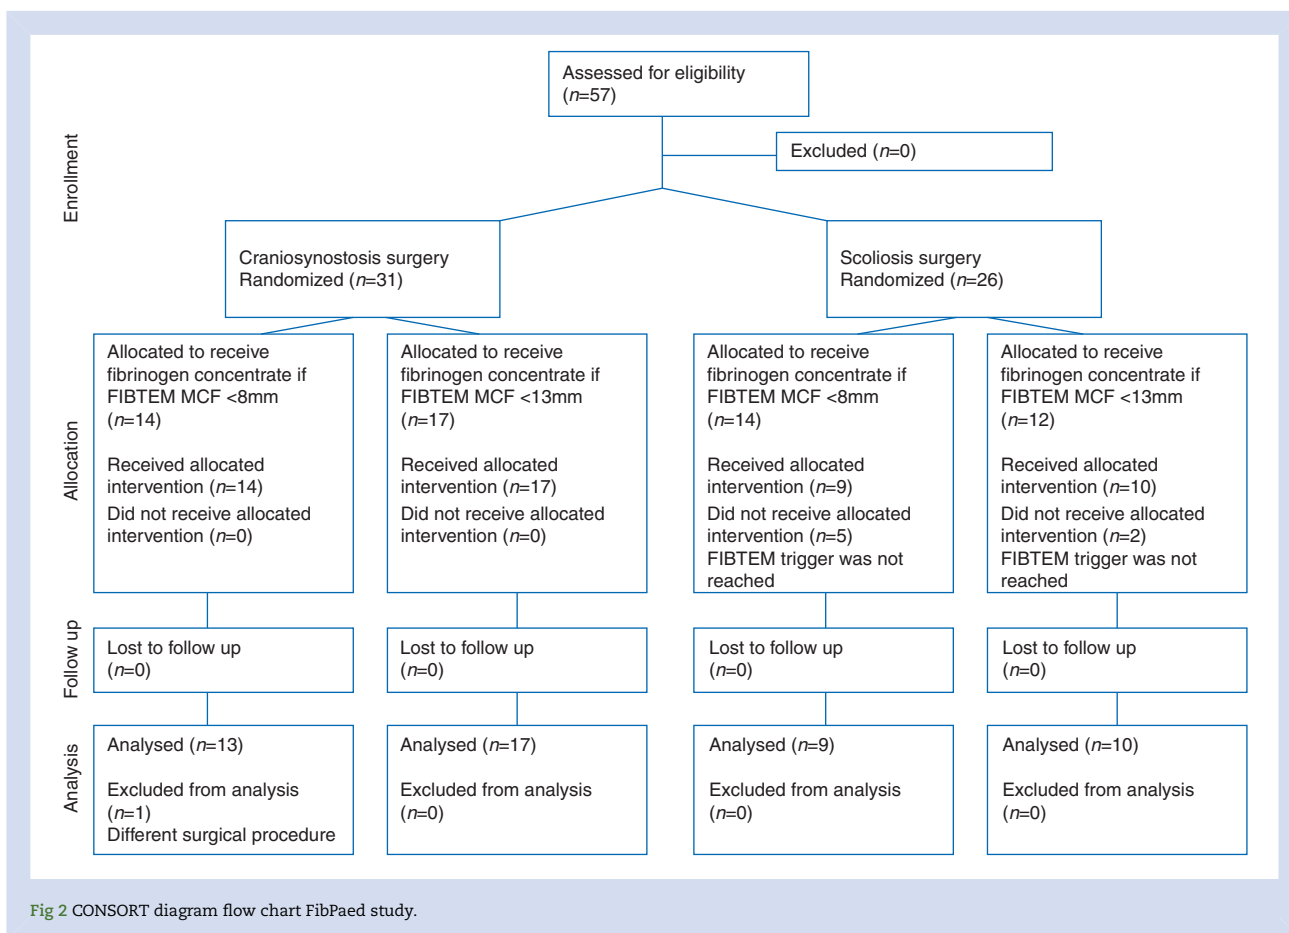 Assessed for eligibility
(n=57)
Enrollment
Excluded (n=0)
Craniosynostosis surgery
Randomized (n=31)
Scoliosis surgery
Randomized (n=26)
Allocation
Allocated to receive
fibrinogen concentrate if
FIBTEM MCF <8mm
(n=14)
Received allocated
intervention (n=14)
Did not receive allocated
intervention (n=0)
Allocated to receive
fibrinogen concentrate if
FIBTEM MCF <13mm
(n=17)
Received allocated
intervention (n=17)
Did not receive allocated
intervention (n=0)
Allocated to receive
fibrinogen concentrate if
FIBTEM MCF <8mm
(n=14)
Received allocated
intervention (n=9)
Did not receive allocated
intervention (n=5)
FIBTEM trigger was not
reached
Allocated to receive
fibrinogen concentrate if
FIBTEM MCF <13mm
(n=12)
Received allocated
intervention (n=10)
Did not receive allocated
intervention (n=2)
FIBTEM trigger was not
reached
Follow up
Lost to follow up
(n=0)
Lost to follow up
(n=0)
Lost to follow up
(n=0)
Lost to follow up
(n=0)
Analysis
Analysed (n=13)
Excluded from analysis
(n=1)
Different surgical procedure
Analysed (n=17)
Excluded from analysis
(n=0)
Analysed (n=9)
Excluded from analysis
(n=0)
Analysed (n=10)
Excluded from analysis
(n=0)
Fig 2 CONSORT diagram flow chart FibPaed study.